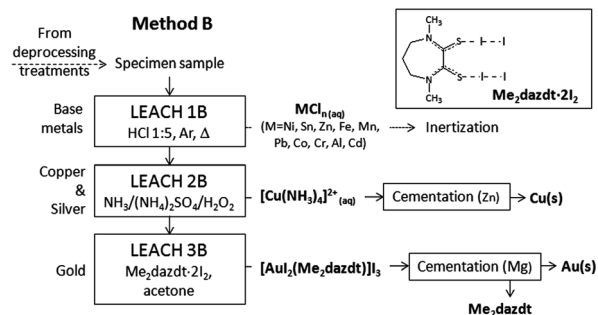 Method B
From
deprocessing
treatments
Specimen sample
CH₃
N
S--I-I
S--I-I
N
CH₃
Me₂dazdt·2I₂
Base
metals
LEACH 1B
HCl 1:5, Ar, Δ
MClₙ(aq)
(M=Ni, Sn, Zn, Fe, Mn,
Pb, Co, Cr, Al, Cd)
Inertization
Copper
&
Silver
LEACH 2B
NH₃/(NH₄)₂SO₄/H₂O₂
[Cu(NH₃)₄]²⁺(aq)
Cementation (Zn)
Cu(s)
Gold
LEACH 3B
Me₂dazdt·2I₂,
acetone
[AuI₂(Me₂dazdt)]I₃
Cementation (Mg)
Au(s)
Me₂dazdt